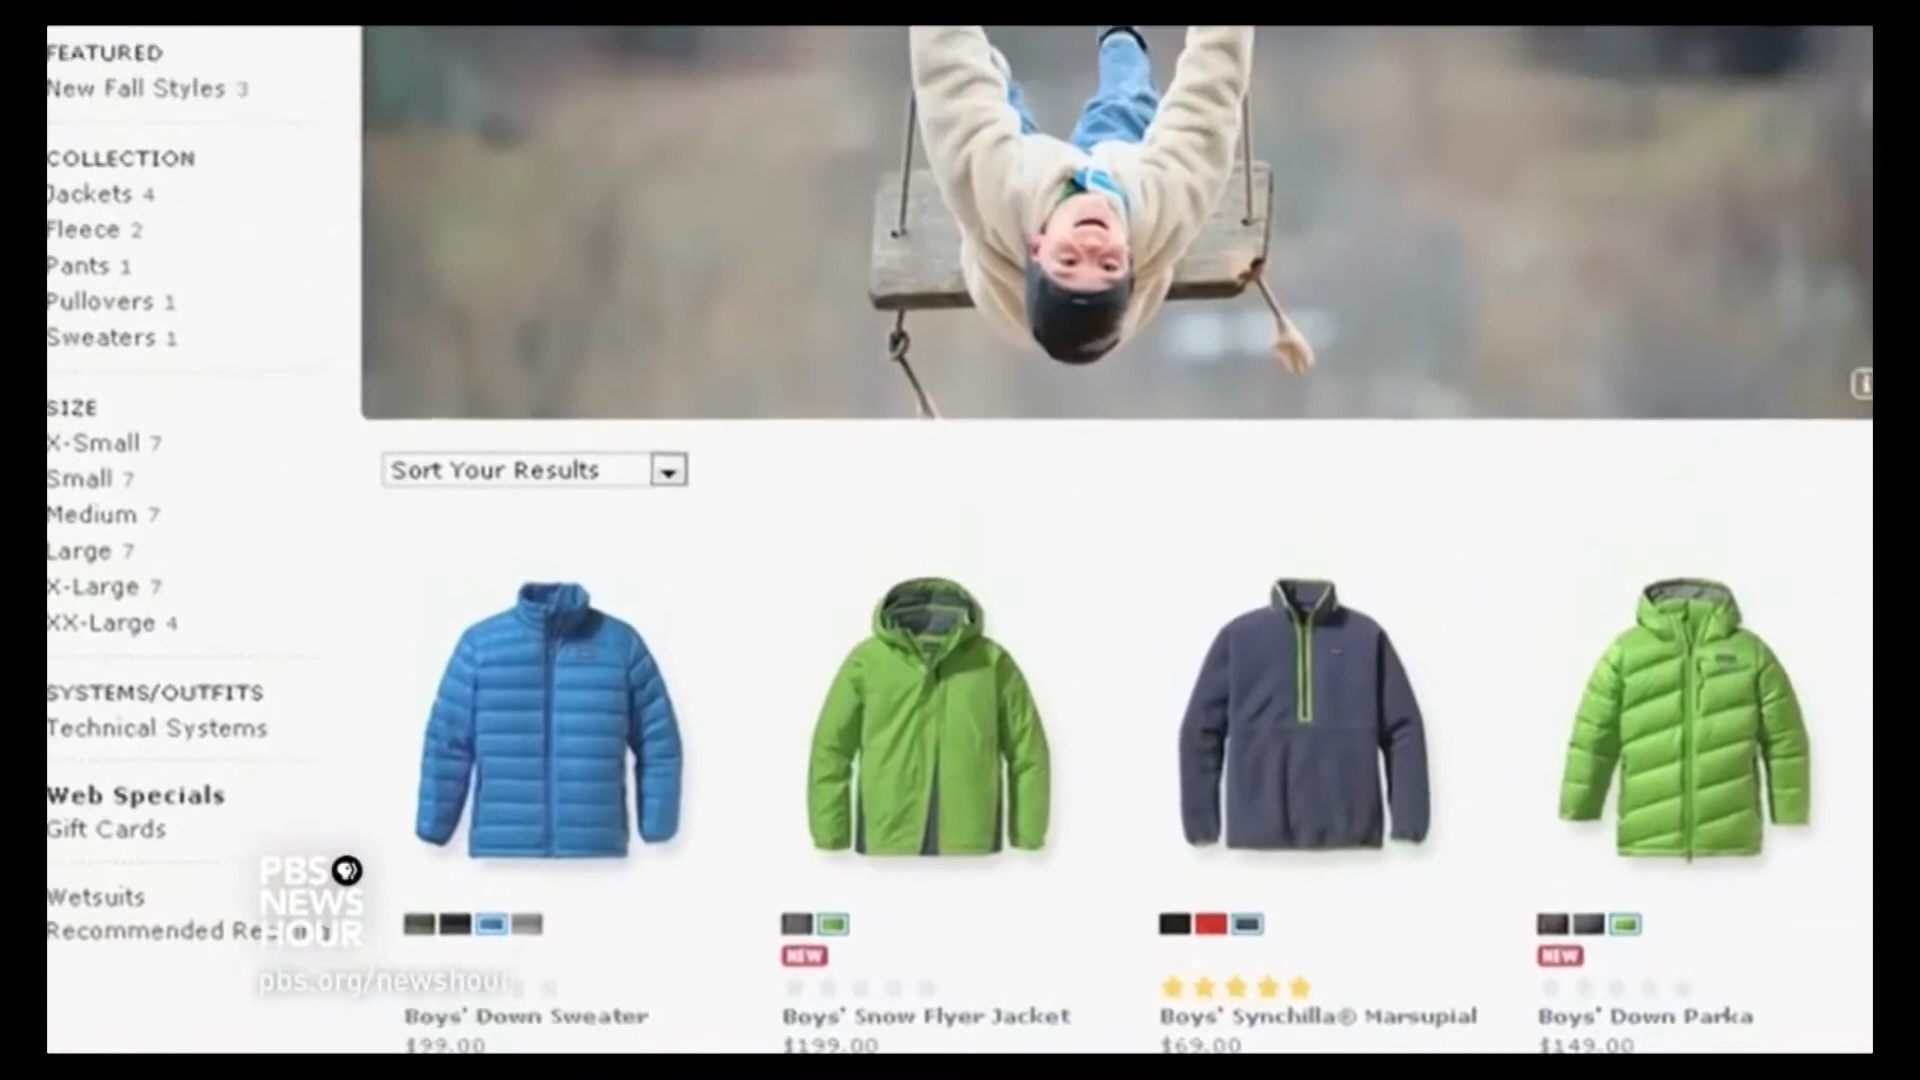 FEATURED
New Fall Styles 3
COLLECTION
Jackets 4
Fleece 2
Pants 1
Pullovers 1
Sweaters 1
SIZE
X-Small 7
Small 7
Medium 7
Large 7
X-Large 7
XX-Large 4
SYSTEMS/OUTFITS
Technical Systems
Web Specials
Gift Cards
Wetsuits
Recommended
PBS
NEWS
HOUR
pbs.org/newshour
Sort Your Results
NEW
NEW
Boys' Down Sweater
$99.00
Boys' Snow Flyer Jacket
$199.00
Boys' Synchilla® Marsupial
$69.00
Boys' Down Parka
$149.00